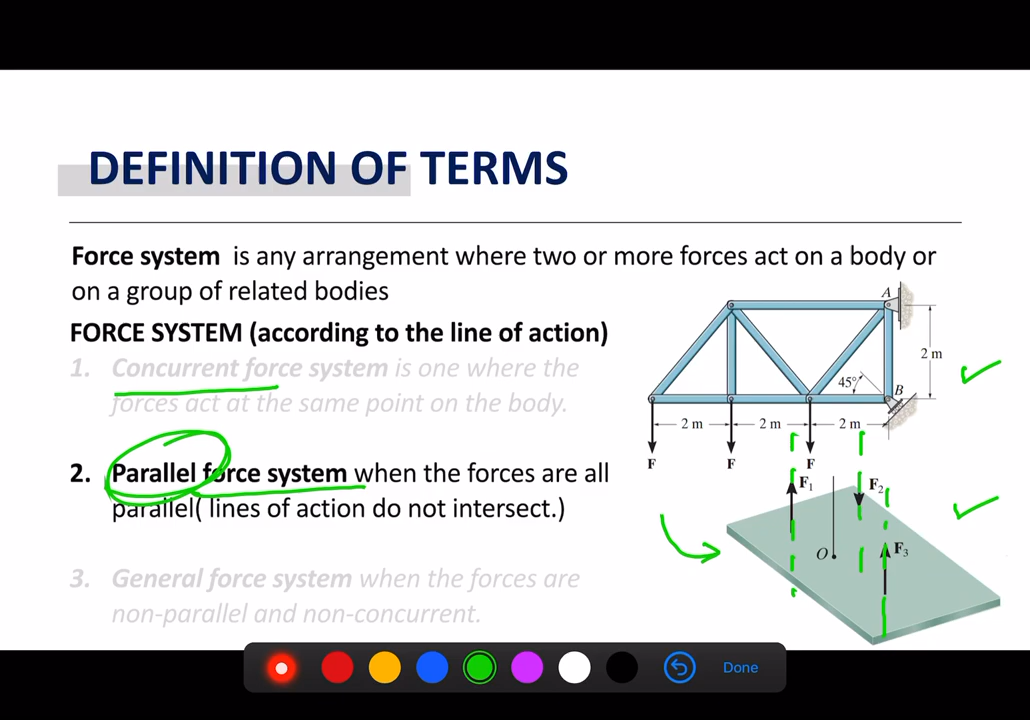 DEFINITION OF TERMS
Force system is any arrangement where two or more forces act on a body or
on a group of related bodies
FORCE SYSTEM (according to the line of action)
1. Concurrent force system is one where the
forces act at the same point on the body.
2. Parallel force system when the forces are all
parallel( lines of action do not intersect.)
3. General force system when the forces are
non-parallel and non-concurrent.
A
2 m
45°
B
2 m 2 m 2 m
F F F
F1
F2
O
F3
Done